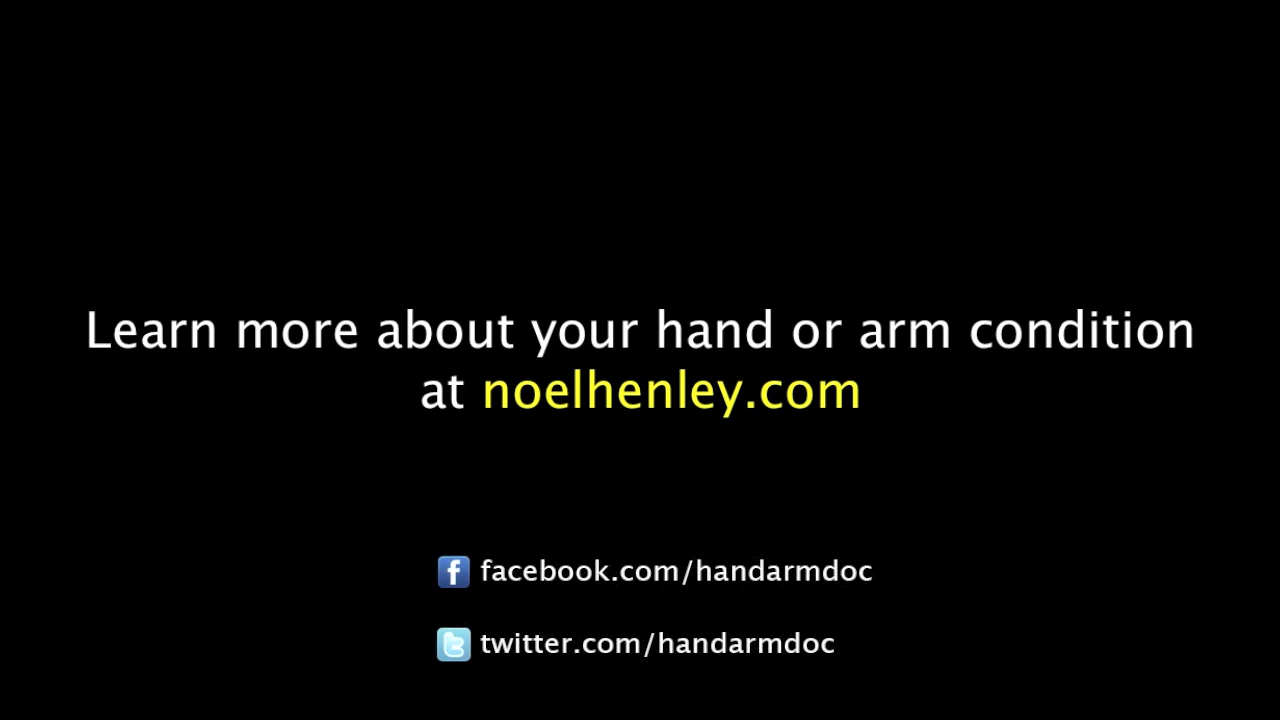 Learn more about your hand or arm condition
at noelhenley.com
facebook.com/handarmdoc
twitter.com/handarmdoc